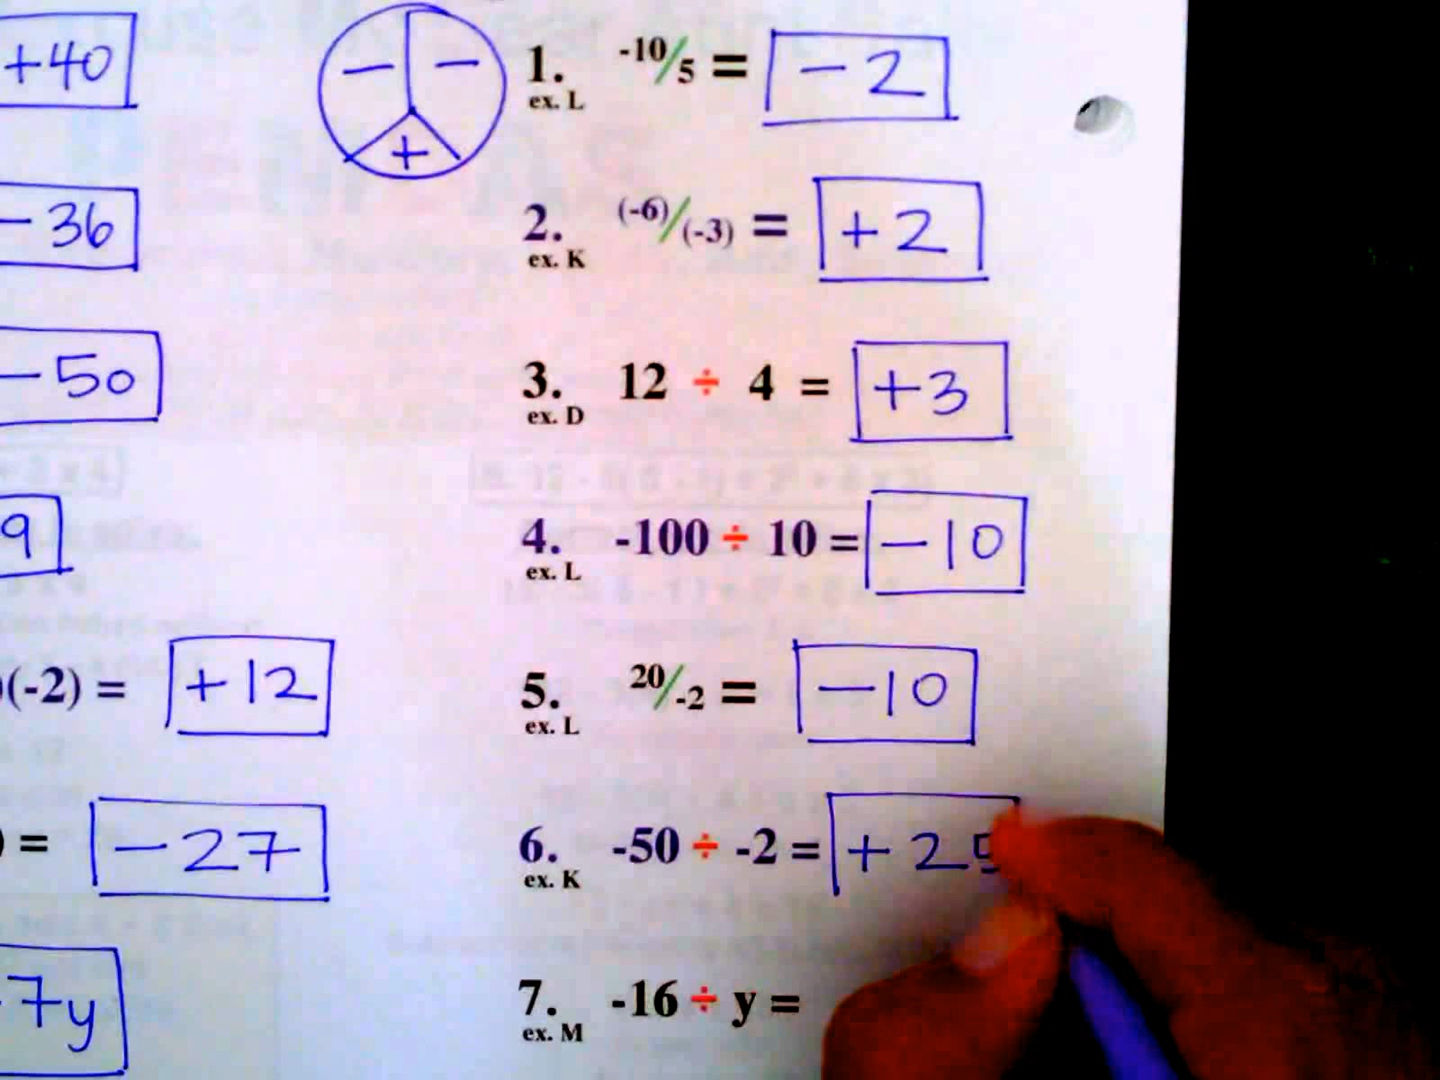 +40
− −
+
1. -10/5 = −2
ex. L
−36
2. (-6)/(-3) = +2
ex. K
−50
3. 12 ÷ 4 = +3
ex. D
9
4. -100 ÷ 10 = −10
ex. L
)(-2) = +12
5. 20/-2 = −10
ex. L
) = −27
6. -50 ÷ -2 = +25
ex. K
7y
7. -16 ÷ y =
ex. M